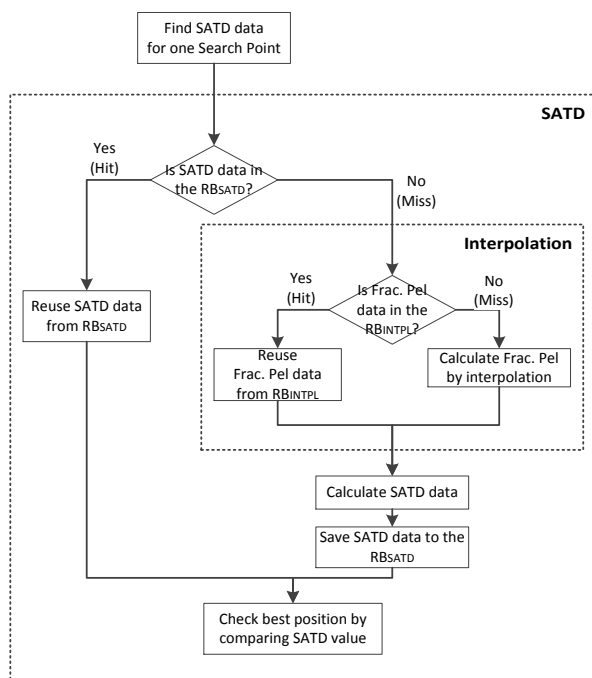 Find SATD data
for one Search Point
SATD
Yes
(Hit)
Is SATD data in
the RBSATD?
No
(Miss)
Interpolation
Yes
(Hit)
Is Frac. Pel
data in the
RBINTPL?
No
(Miss)
Reuse SATD data
from RBSATD
Reuse
Frac. Pel data
from RBINTPL
Calculate Frac. Pel
by interpolation
Calculate SATD data
Save SATD data to the
RBSATD
Check best position by
comparing SATD value